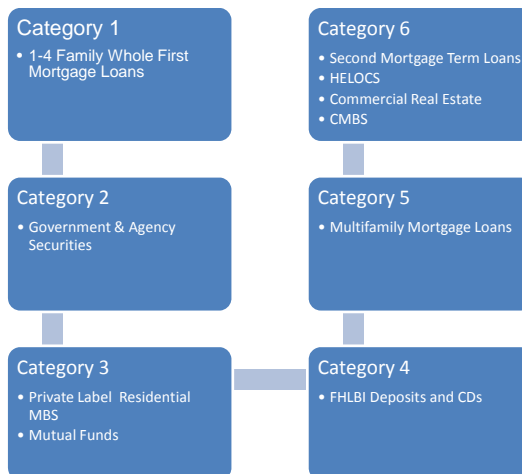 Category 1
• 1-4 Family Whole First
Mortgage Loans
Category 2
• Government & Agency
Securities
Category 3
• Private Label Residential
MBS
• Mutual Funds
Category 4
• FHLBI Deposits and CDs
Category 5
• Multifamily Mortgage Loans
Category 6
• Second Mortgage Term Loans
• HELOCS
• Commercial Real Estate
• CMBS